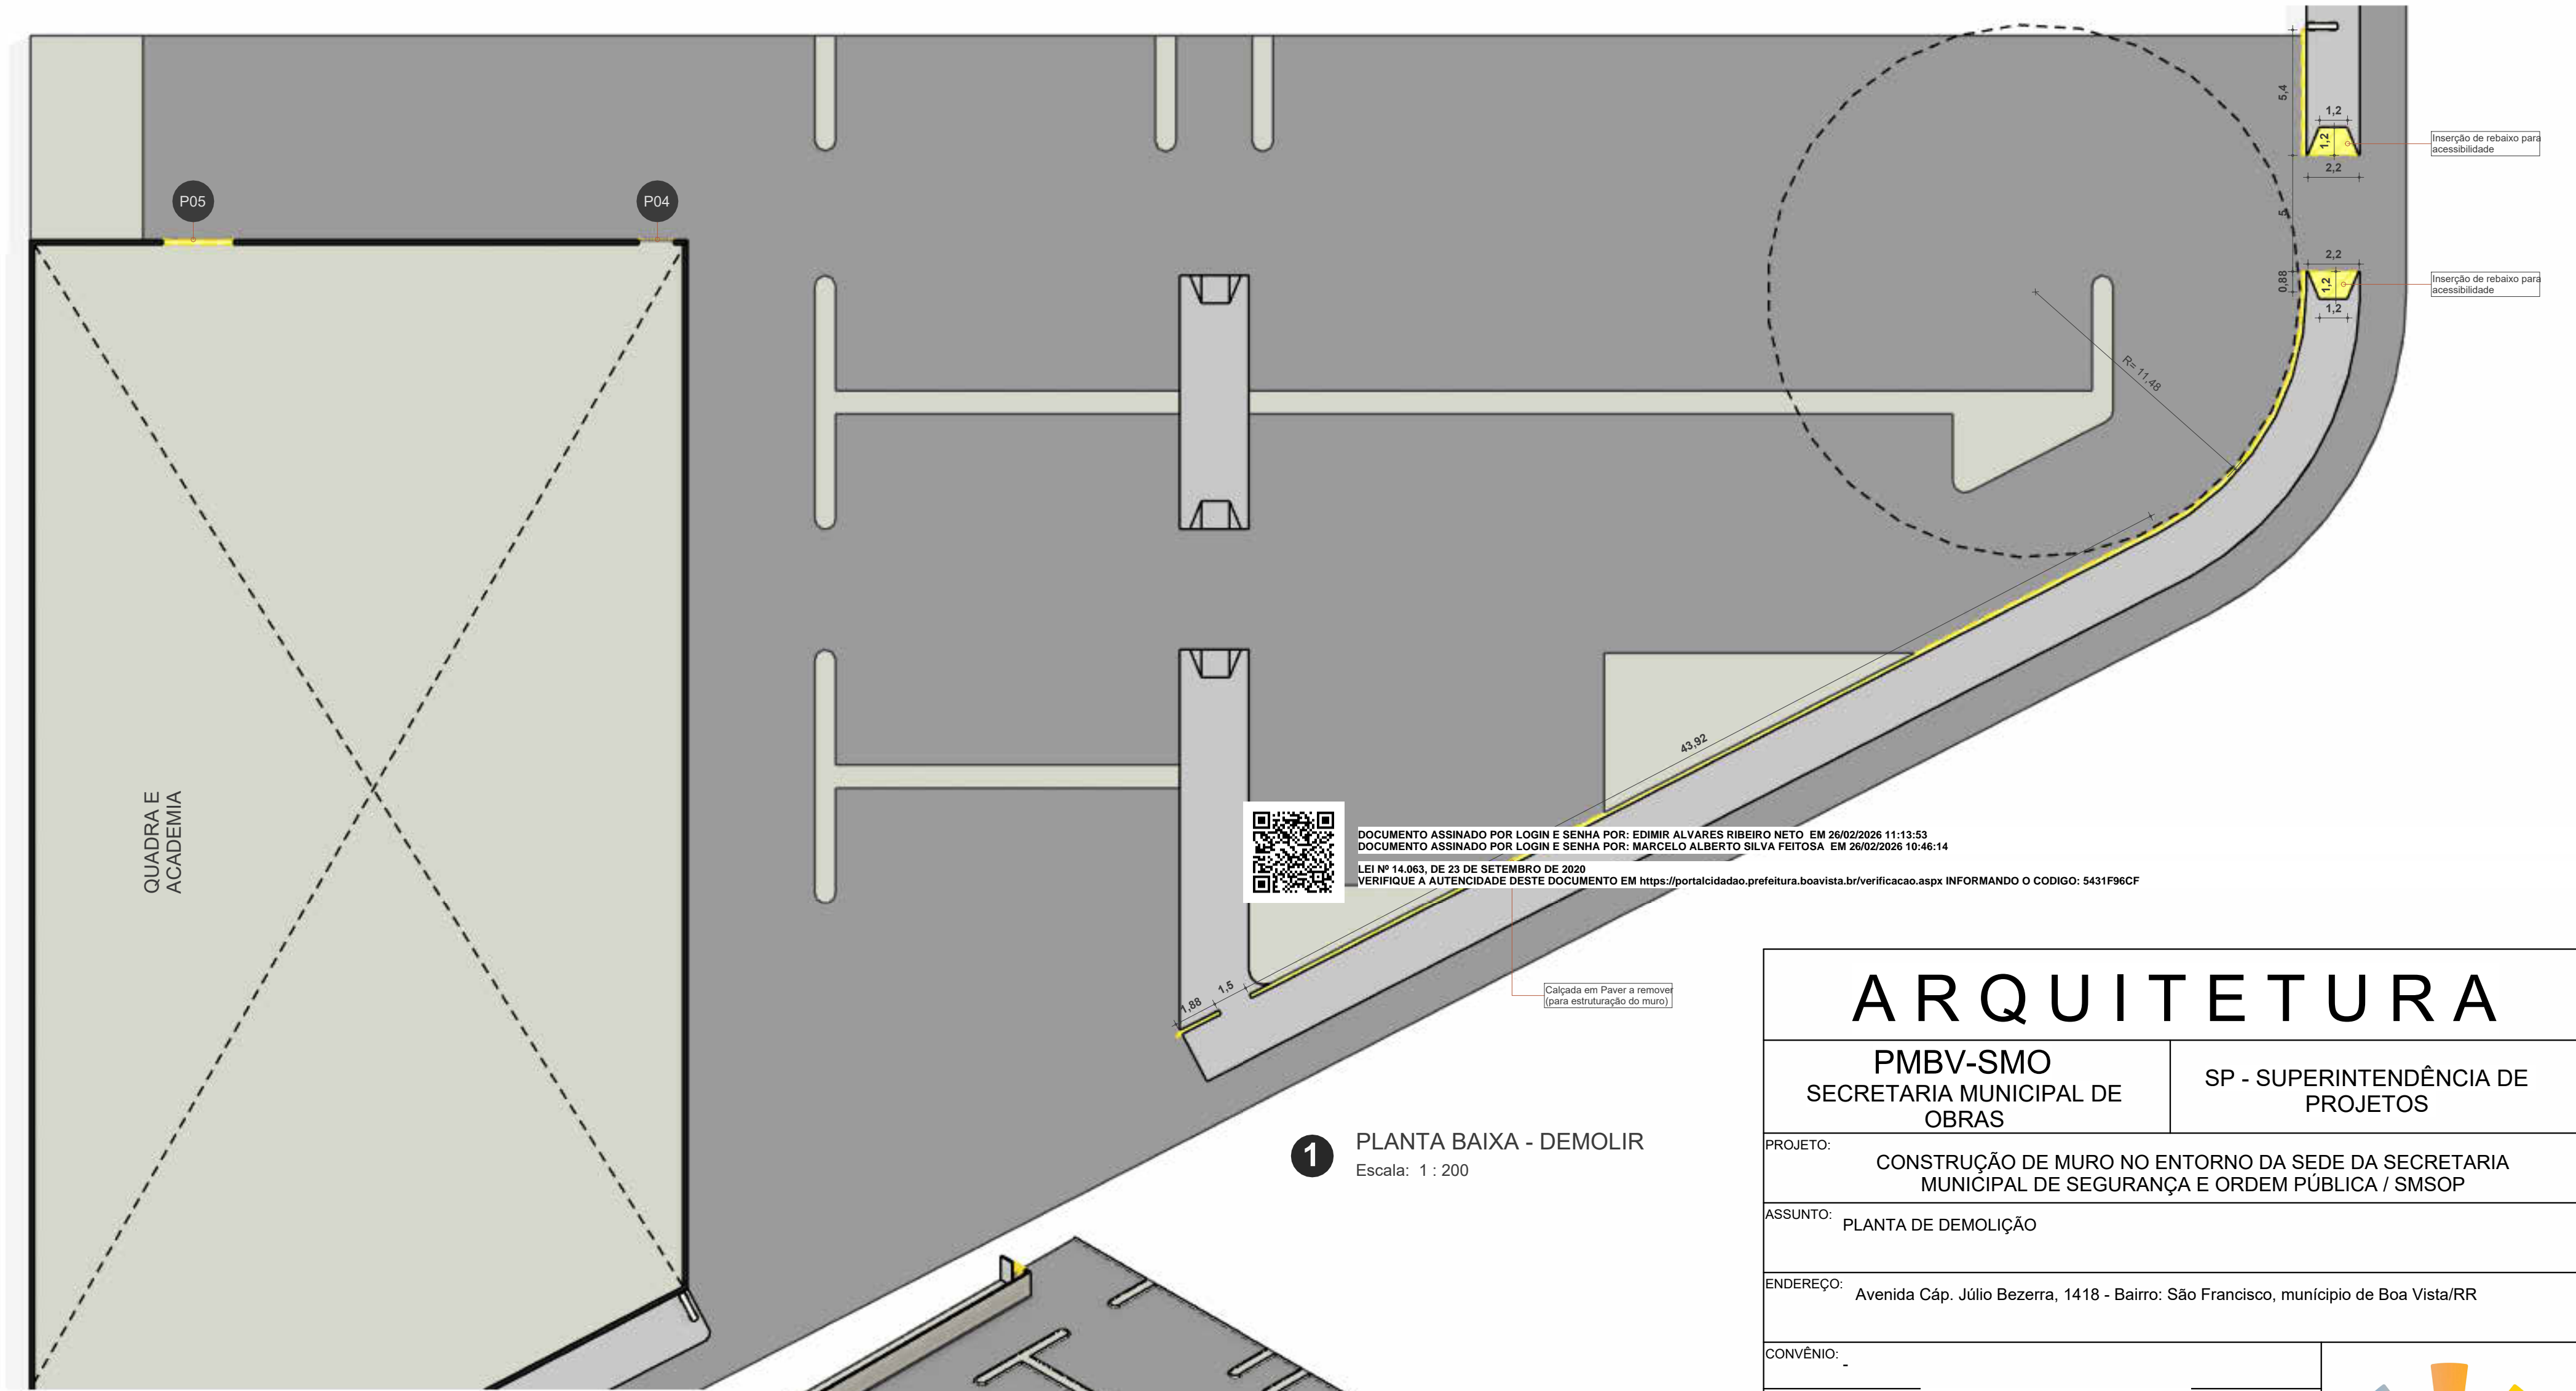 5,4
1,2
1,2
2,2
Inserção de rebaixo para
acessibilidade
P05
P04
5
2,2
0,88
1,2
1,2
Inserção de rebaixo para
acessibilidade
R= 11,48
43,92
QUADRA E
ACADEMIA
DOCUMENTO ASSINADO POR LOGIN E SENHA POR: EDIMIR ALVARES RIBEIRO NETO EM 26/02/2026 11:13:53
DOCUMENTO ASSINADO POR LOGIN E SENHA POR: MARCELO ALBERTO SILVA FEITOSA EM 26/02/2026 10:46:14
LEI Nº 14.063, DE 23 DE SETEMBRO DE 2020
VERIFIQUE A AUTENCIDADE DESTE DOCUMENTO EM https://portalcidadao.prefeitura.boavista.br/verificacao.aspx INFORMANDO O CODIGO: 5431F96CF
1,88
1,5
Calçada em Paver a remover
(para estruturação do muro)
1
PLANTA BAIXA - DEMOLIR
Escala: 1 : 200
ARQUITETURA
PMBV-SMO
SECRETARIA MUNICIPAL DE
OBRAS
SP - SUPERINTENDÊNCIA DE
PROJETOS
PROJETO:
CONSTRUÇÃO DE MURO NO ENTORNO DA SEDE DA SECRETARIA
MUNICIPAL DE SEGURANÇA E ORDEM PÚBLICA / SMSOP
ASSUNTO:
PLANTA DE DEMOLIÇÃO
ENDEREÇO:
Avenida Cáp. Júlio Bezerra, 1418 - Bairro: São Francisco, munícipio de Boa Vista/RR
CONVÊNIO:
-